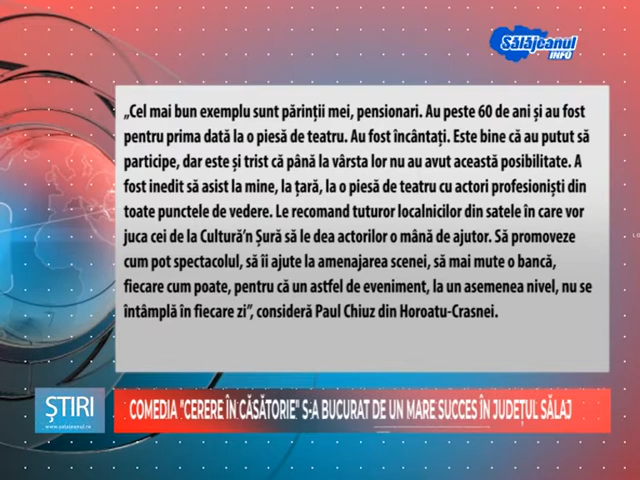 Sălăjeanul
INFO
„Cel mai bun exemplu sunt părinții mei, pensionari. Au peste 60 de ani și au fost
pentru prima dată la o piesă de teatru. Au fost încântați. Este bine că au putut să
participe, dar este și trist că până la vârsta lor nu au avut această posibilitate. A
fost inedit să asist la mine, la țară, la o piesă de teatru cu actori profesioniști din
toate punctele de vedere. Le recomand tuturor localnicilor din satele în care vor
juca cei de la Cultură’n Șură să le dea actorilor o mână de ajutor. Să promoveze
cum pot spectacolul, să îi ajute la amenajarea scenei, să mai mute o bancă,
fiecare cum poate, pentru că un astfel de eveniment, la un asemenea nivel, nu se
întâmplă în fiecare zi”, consideră Paul Chiuz din Horoatu-Crasnei.
ȘTIRI
www.salajeanul.ro
COMEDIA "CERERE ÎN CĂSĂTORIE" S-A BUCURAT DE UN MARE SUCCES ÎN JUDEȚUL SĂLAJ